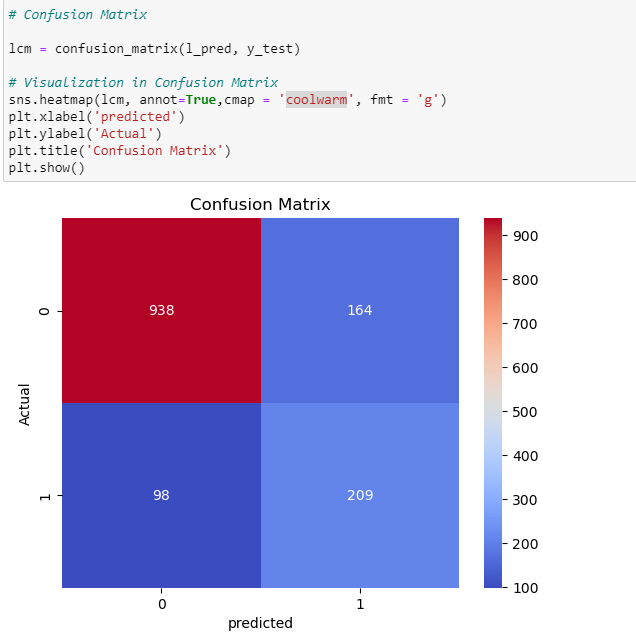 # Confusion Matrix
lcm = confusion_matrix(l_pred, y_test)
# Visualization in Confusion Matrix
sns.heatmap(lcm, annot=True,cmap = 'coolwarm', fmt = 'g')
plt.xlabel('predicted')
plt.ylabel('Actual')
plt.title('Confusion Matrix')
plt.show()
Confusion Matrix
Actual
0
1
938
164
98
209
0
1
predicted
900
800
700
600
500
400
300
200
100